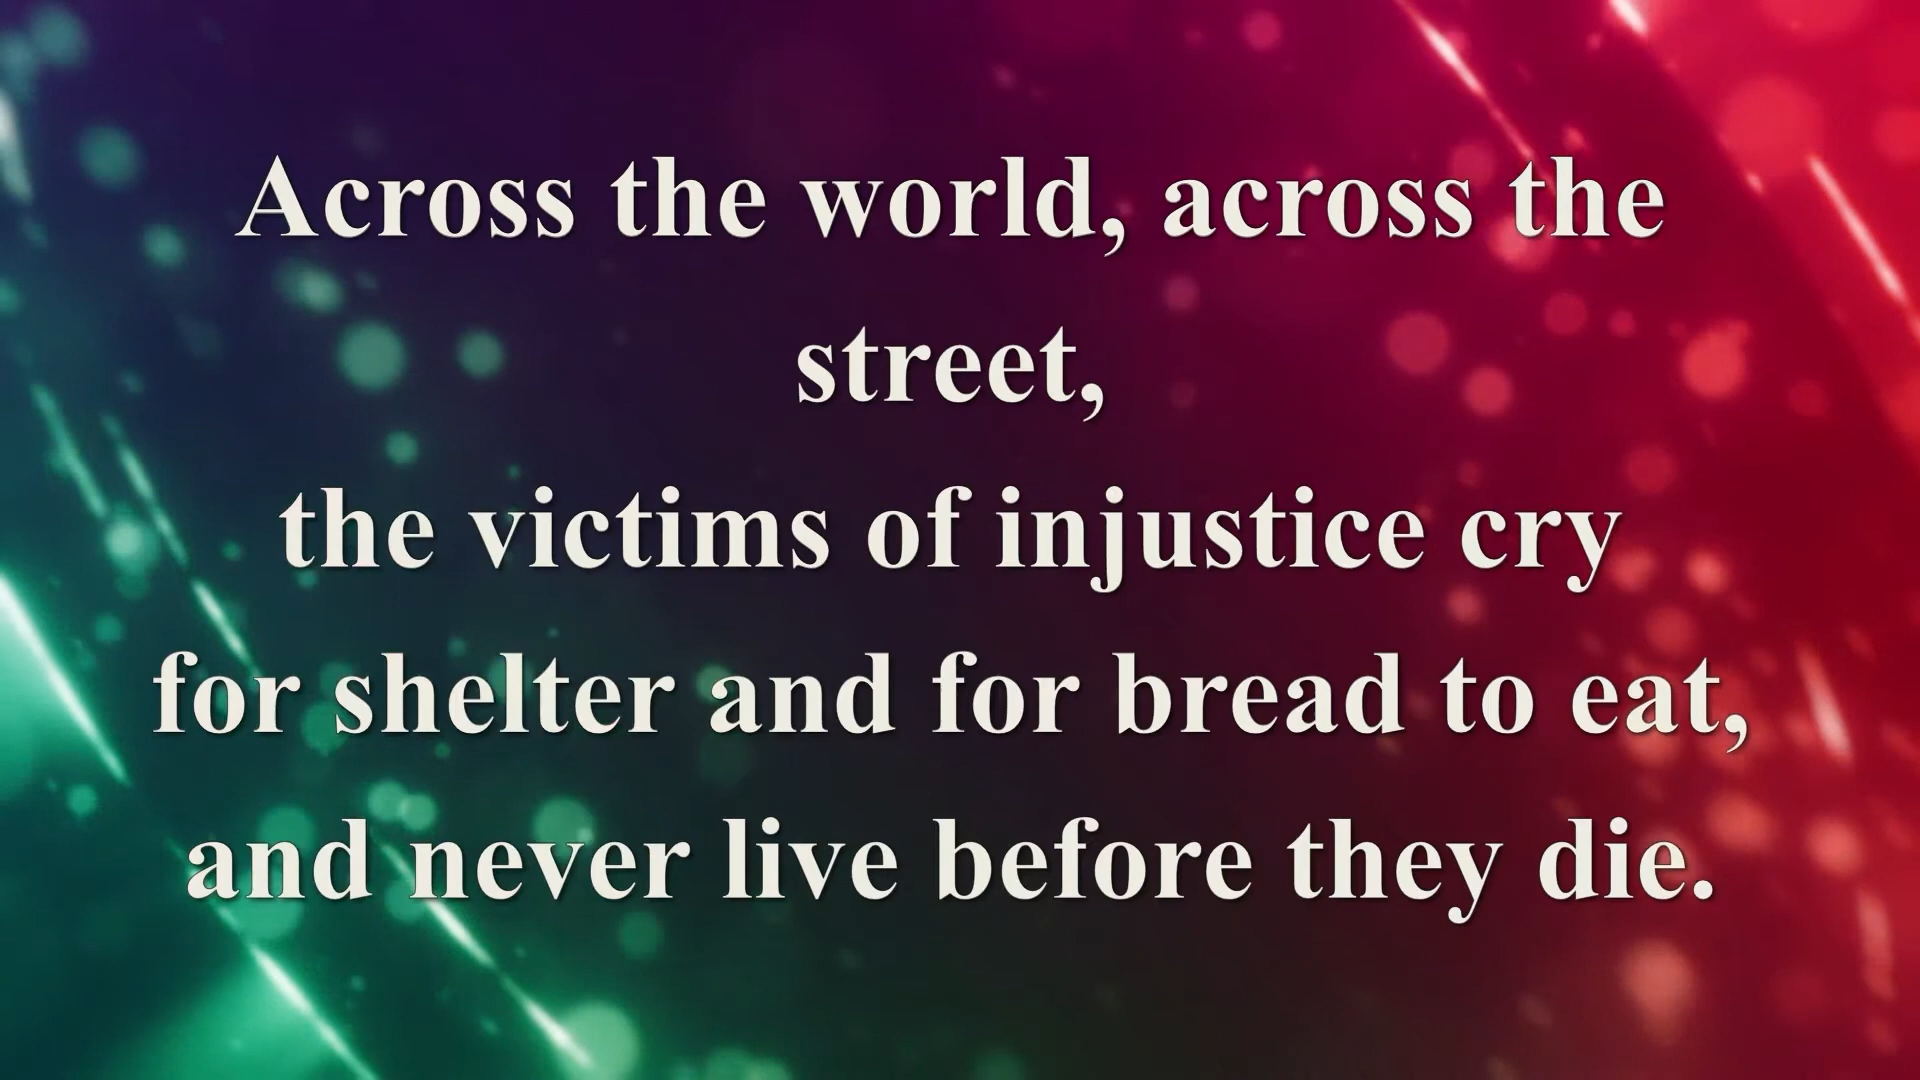 Across the world, across the
street,
the victims of injustice cry
for shelter and for bread to eat,
and never live before they die.